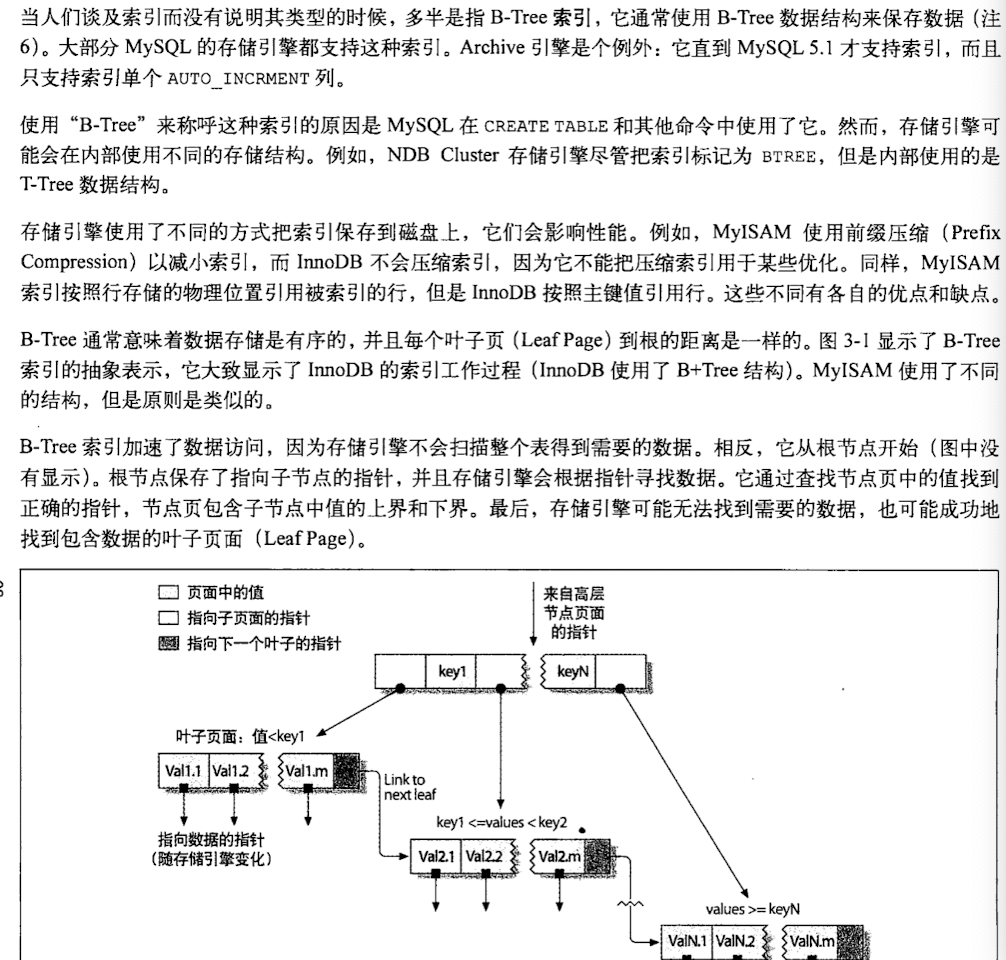 当人们谈及索引而没有说明其类型的时候，多半是指 B-Tree 索引，它通常使用 B-Tree 数据结构来保存数据（注
6）。大部分 MySQL 的存储引擎都支持这种索引。Archive 引擎是个例外：它直到 MySQL 5.1 才支持索引，而且
只支持索引单个 AUTO_INCRMENT 列。
使用“B-Tree”来称呼这种索引的原因是 MySQL 在 CREATE TABLE 和其他命令中使用了它。然而，存储引擎可
能会在内部使用不同的存储结构。例如，NDB Cluster 存储引擎尽管把索引标记为 BTREE，但是内部使用的是
T-Tree 数据结构。
存储引擎使用了不同的方式把索引保存到磁盘上，它们会影响性能。例如，MyISAM 使用前缀压缩（Prefix
Compression）以减小索引，而 InnoDB 不会压缩索引，因为它不能把压缩索引用于某些优化。同样，MyISAM
索引按照行存储的物理位置引用被索引的行，但是 InnoDB 按照主键值引用行。这些不同有各自的优点和缺点。
B-Tree 通常意味着数据存储是有序的，并且每个叶子页（Leaf Page）到根的距离是一样的。图 3-1 显示了 B-Tree
索引的抽象表示，它大致显示了 InnoDB 的索引工作过程（InnoDB 使用了 B+Tree 结构）。MyISAM 使用了不同
的结构，但是原则是类似的。
B-Tree 索引加速了数据访问，因为存储引擎不会扫描整个表得到需要的数据。相反，它从根节点开始（图中没
有显示）。根节点保存了指向子节点的指针，并且存储引擎会根据指针寻找数据。它通过查找节点页中的值找到
正确的指针，节点页包含子节点中值的上界和下界。最后，存储引擎可能无法找到需要的数据，也可能成功地
找到包含数据的叶子页面（Leaf Page）。
页面中的值
指向子页面的指针
指向下一个叶子的指针
来自高层
节点页面
的指针
key1
keyN
叶子页面：值<key1
Val1.1 Val1.2 Val1.m
Link to
next leaf
指向数据的指针
（随存储引擎变化）
key1 <=values < key2
Val2.1 Val2.2 Val2.m
values >= keyN
ValN.1 ValN.2 ValN.m